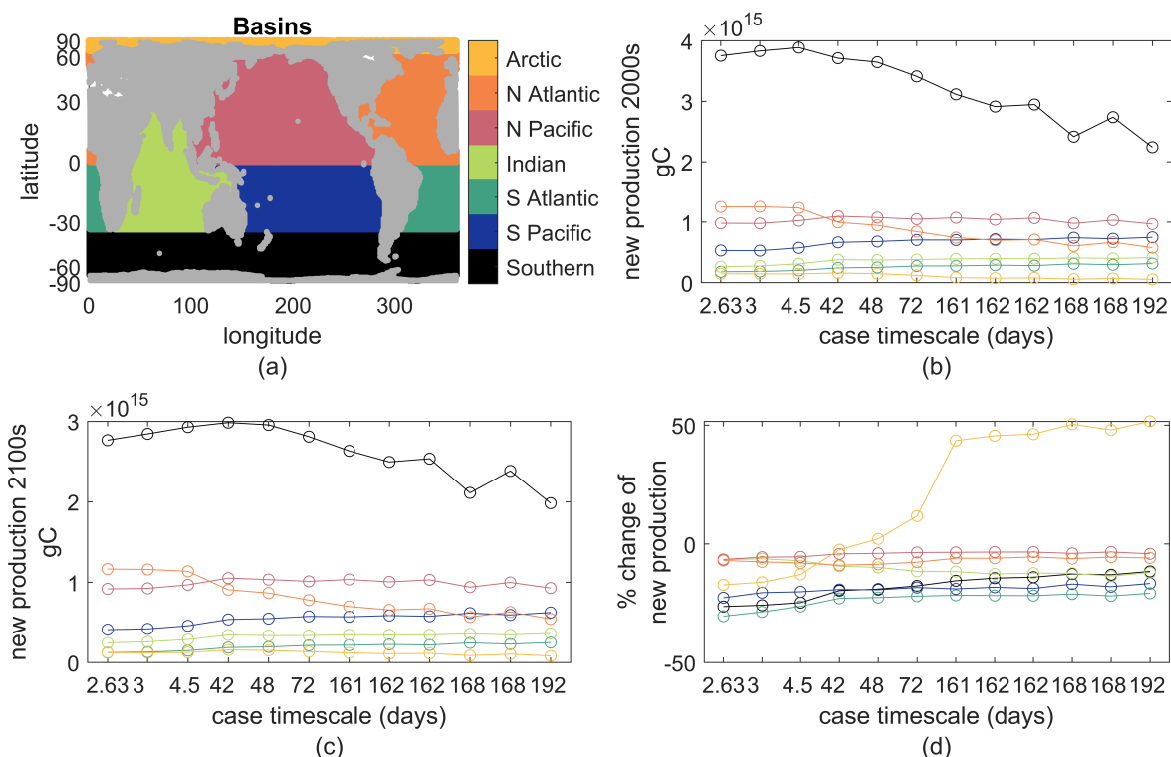 Basins
90
60
30
0
-30
-60
-90
latitude
0 100 200 300
longitude
(a)
Arctic
N Atlantic
N Pacific
Indian
S Atlantic
S Pacific
Southern
×10^15
4
2
1
0
new production 2000s
gC
2.63 3 4.5 42 48 72 161 162 162 168 168 192
case timescale (days)
(b)
×10^15
3
2
1
0
new production 2100s
gC
2.63 3 4.5 42 48 72 161 162 162 168 168 192
case timescale (days)
(c)
50
0
-50
% change of
new production
2.63 3 4.5 42 48 72 161 162 162 168 168 192
case timescale (days)
(d)